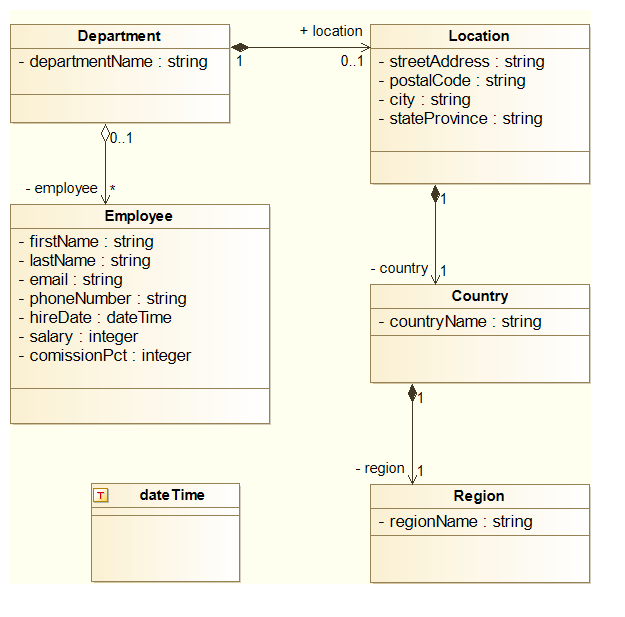 Department
- departmentName : string
+ location
1
0..1
Location
- streetAddress : string
- postalCode : string
- city : string
- stateProvince : string
0..1
- employee
*
Employee
- firstName : string
- lastName : string
- email : string
- phoneNumber : string
- hireDate : dateTime
- salary : integer
- comissionPct : integer
1
- country
1
Country
- countryName : string
1
- region
1
Region
- regionName : string
T
dateTime